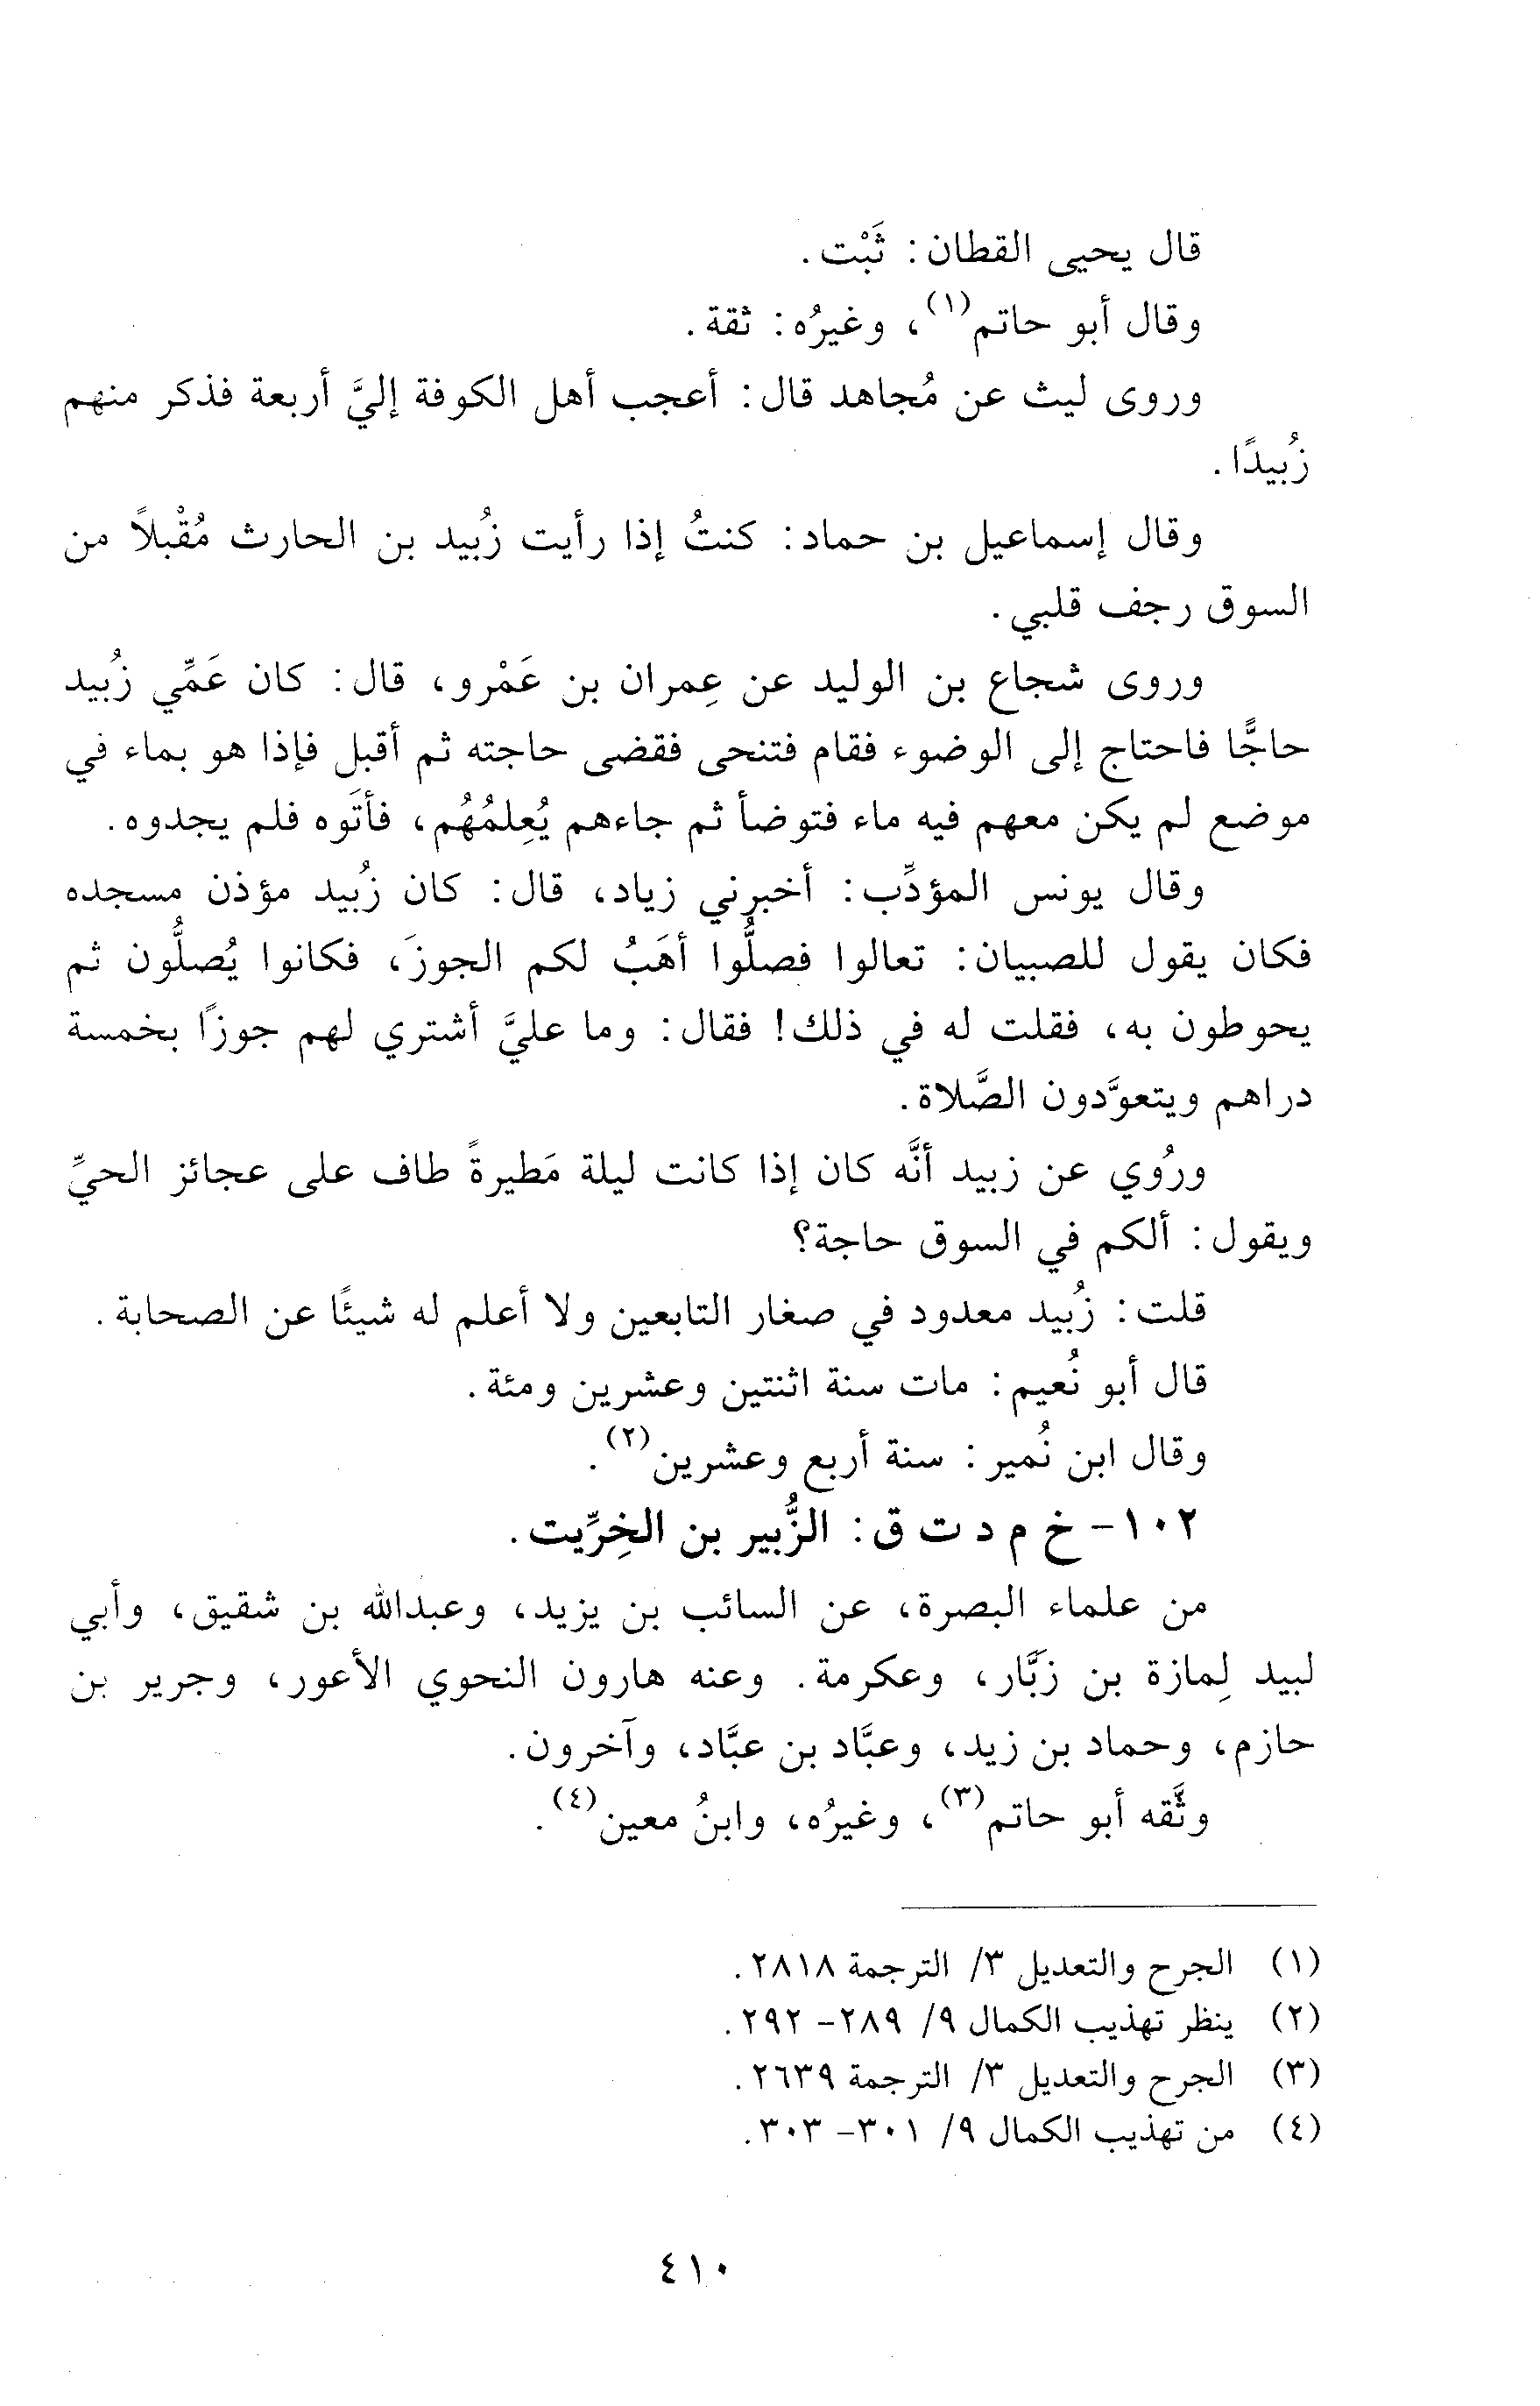 قال يحيى القطان: ثَبْت.
وقال أبو حاتم(١)، وغيرُه: ثقة.
وروى ليث عن مُجاهد قال: أعجب أهل الكوفة إليَّ أربعة فذكر منهم
زُبيدًا.
وقال إسماعيل بن حماد: كنتُ إذا رأيت زُبيد بن الحارث مُقْبلاً من
السوق رجف قلبي.
وروى شجاع بن الوليد عن عِمران بن عَمْرو، قال: كان عَمِّي زُبيد
حاجًّا فاحتاج إلى الوضوء فقام فتنحى فقضى حاجته ثم أقبل فإذا هو بماء في
موضع لم يكن معهم فيه ماء فتوضأ ثم جاءهم يُعِلمُهُم، فأتَوه فلم يجدوه.
وقال يونس المؤدِّب: أخبرني زياد، قال: كان زُبيد مؤذن مسجده
فكان يقول للصبيان: تعالوا فصلُّوا أهَبُ لكم الجوزَ، فكانوا يُصلُّون ثم
يحوطون به، فقلت له في ذلك! فقال: وما عليَّ أشتري لهم جوزًا بخمسة
دراهم ويتعوَّدون الصَّلاة.
ورُوي عن زبيد أنَّه كان إذا كانت ليلة مَطيرةً طاف على عجائز الحيِّ
ويقول: ألكم في السوق حاجة؟
قلت: زُبيد معدود في صغار التابعين ولا أعلم له شيئًا عن الصحابة.
قال أبو نُعيم: مات سنة اثنتين وعشرين ومئة.
وقال ابن نُمير: سنة أربع وعشرين(٢).
١٠٢- خ م د ت ق: الزُّبير بن الخِرِّيت.
من علماء البصرة، عن السائب بن يزيد، وعبدالله بن شقيق، وأبي
لبيد لِمازة بن زبَّار، وعكرمة. وعنه هارون النحوي الأعور، وجرير بن
حازم، وحماد بن زيد، وعبَّاد بن عبَّاد، وآخرون.
وثَّقه أبو حاتم(٣)، وغيرُه، وابنُ معين(٤).
(١) الجرح والتعديل ٣/ الترجمة ٢٨١٨.
(٢) ينظر تهذيب الكمال ٩/ ٢٨٩- ٢٩٢.
(٣) الجرح والتعديل ٣/ الترجمة ٢٦٣٩.
(٤) من تهذيب الكمال ٩/ ٣٠١- ٣٠٣.
٤١٠